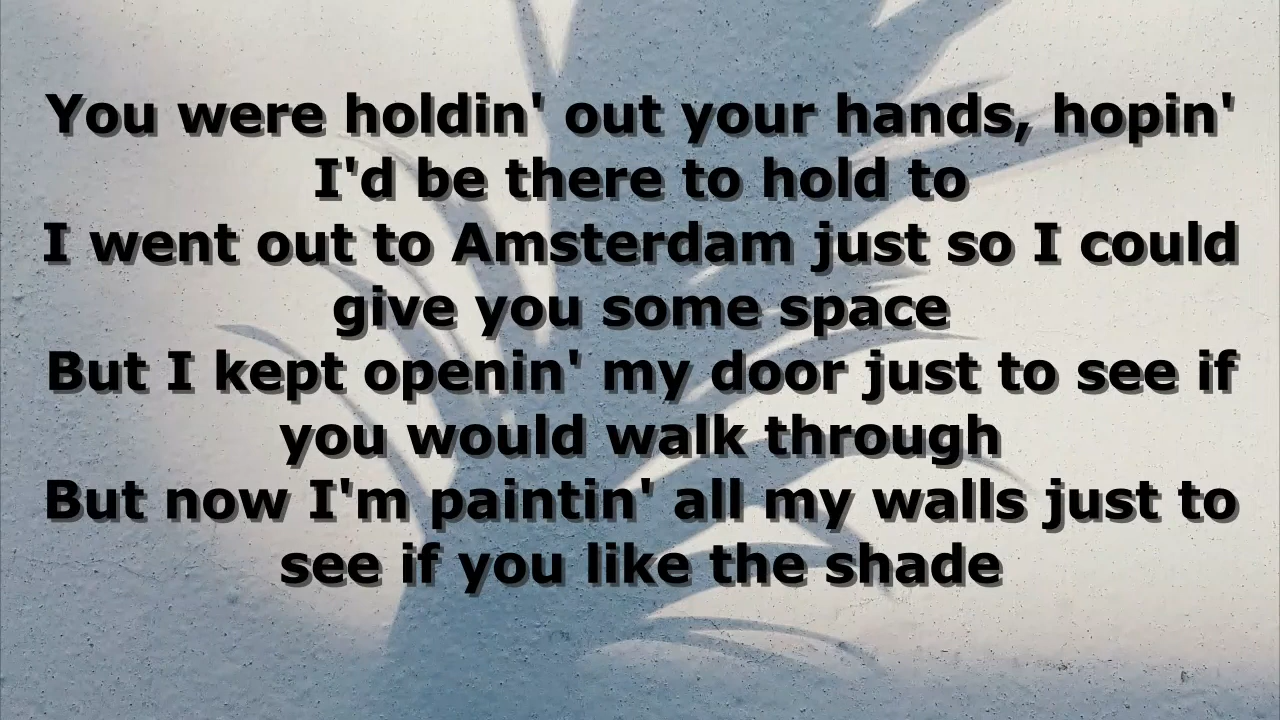 You were holdin' out your hands, hopin'
I'd be there to hold to
I went out to Amsterdam just so I could
give you some space
But I kept openin' my door just to see if
you would walk through
But now I'm paintin' all my walls just to
see if you like the shade